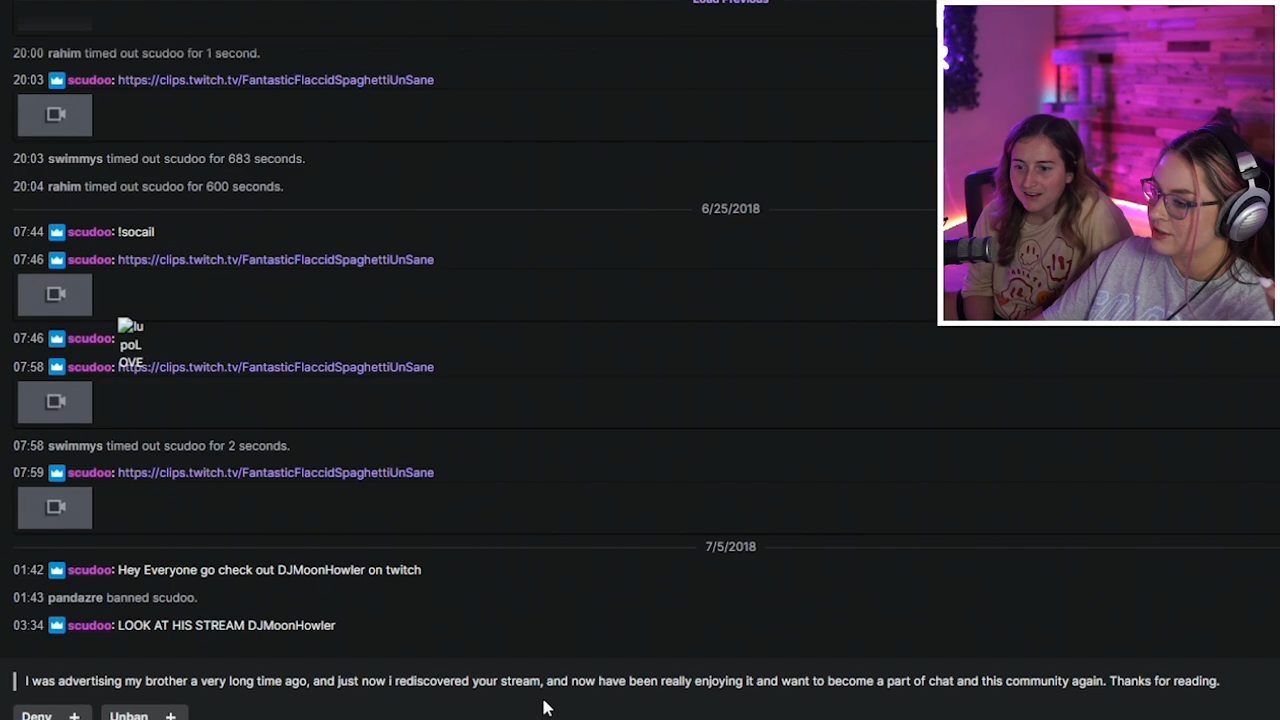 Load Previous
20:00 rahim timed out scudoo for 1 second.
20:03 scudoo: https://clips.twitch.tv/FantasticFlaccidSpaghettiUnSane
20:03 swimmys timed out scudoo for 683 seconds.
20:04 rahim timed out scudoo for 600 seconds.
6/25/2018
07:44 scudoo: !socail
07:46 scudoo: https://clips.twitch.tv/FantasticFlaccidSpaghettiUnSane
07:46 scudoo: lu
poL
OVE
07:58 scudoo: https://clips.twitch.tv/FantasticFlaccidSpaghettiUnSane
07:58 swimmys timed out scudoo for 2 seconds.
07:59 scudoo: https://clips.twitch.tv/FantasticFlaccidSpaghettiUnSane
7/5/2018
01:42 scudoo: Hey Everyone go check out DJMoonHowler on twitch
01:43 pandazre banned scudoo.
03:34 scudoo: LOOK AT HIS STREAM DJMoonHowler
I was advertising my brother a very long time ago, and just now i rediscovered your stream, and now have been really enjoying it and want to become a part of chat and this community again. Thanks for reading.
Deny + Unban +